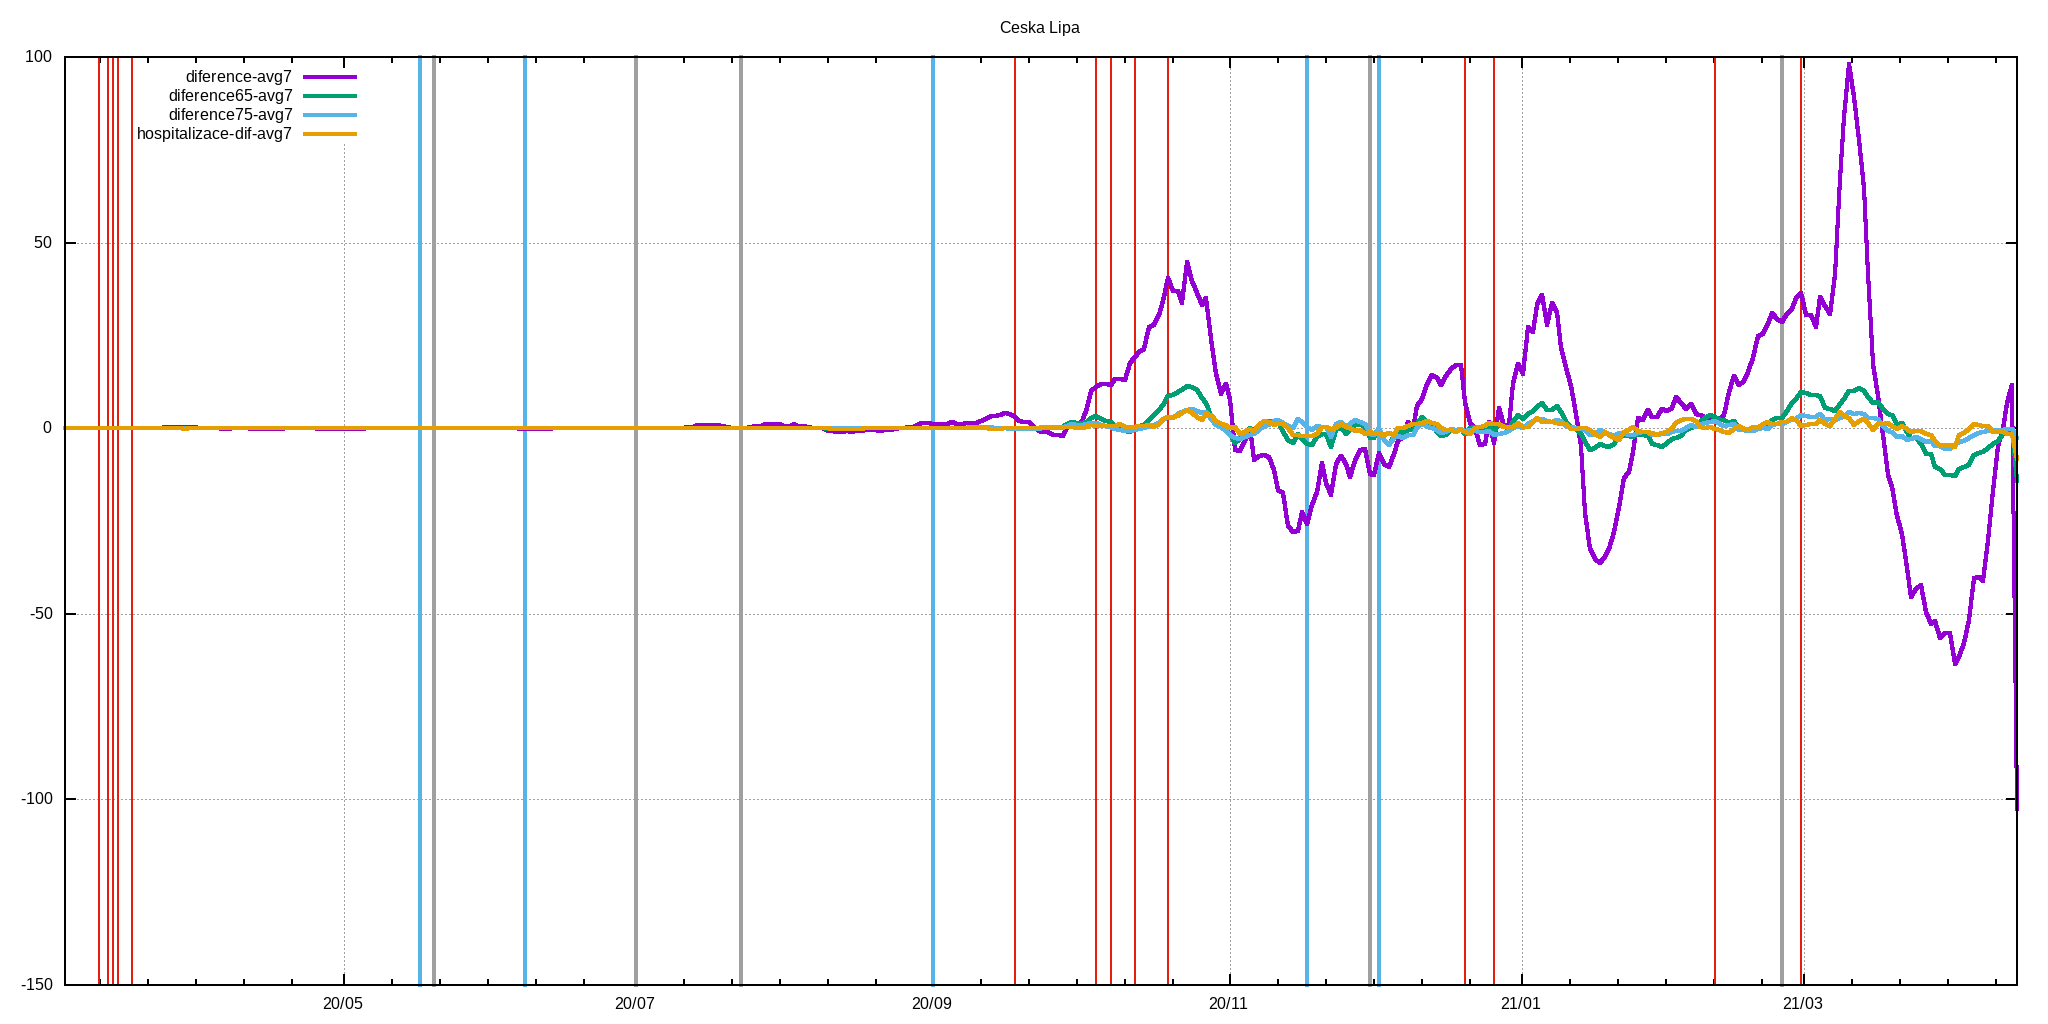 Ceska Lipa
100
50
0
-50
-100
-150
diference-avg7
diference65-avg7
diference75-avg7
hospitalizace-dif-avg7
20/05
20/07
20/09
20/11
21/01
21/03